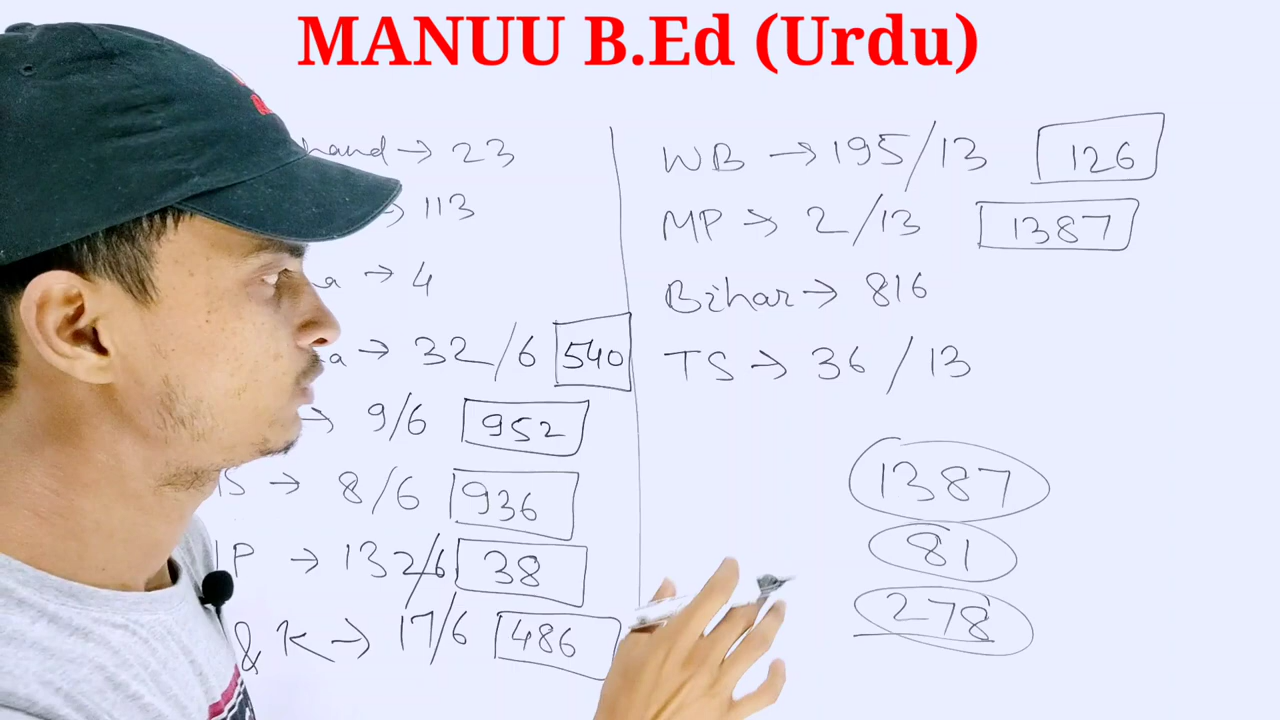 MANUU B.Ed (Urdu)
hand → 23
→ 113
a → 4
a → 32/6 540
→ 9/6 952
S → 8/6 936
P → 132/6 38
& K → 17/6 486
WB → 195/13 126
MP → 2/13 1387
Bihar → 816
TS → 36/13
1387
81
278